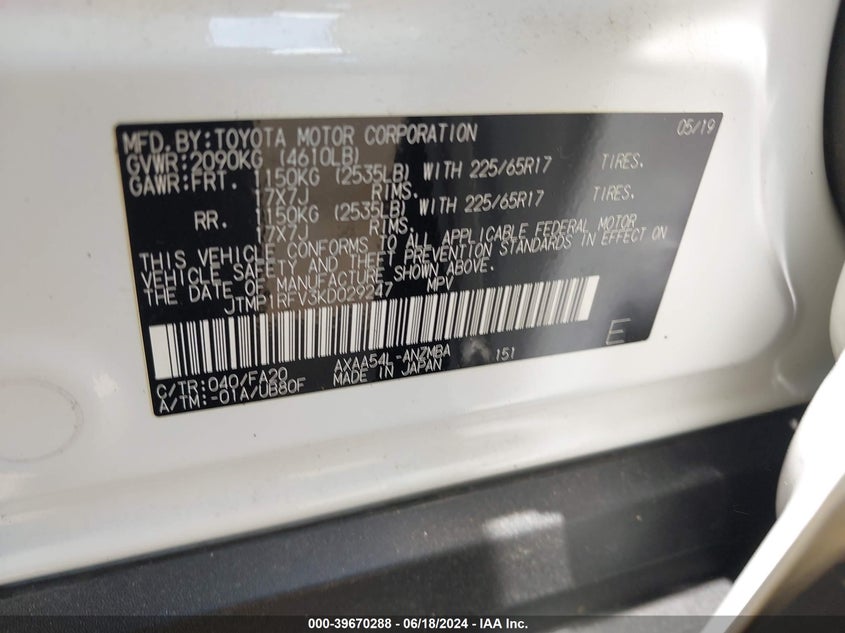 MFD.BY:TOYOTA MOTOR CORPORATION 05/19
GVWR:2090KG (4610LB)
GAWR:FRT. 1150KG (2535LB) WITH 225/65R17 TIRES.
17X7J RIMS.
RR. 1150KG (2535LB) WITH 225/65R17 TIRES.
17X7J RIMS.
THIS VEHICLE CONFORMS TO ALL APPLICABLE FEDERAL MOTOR
VEHICLE SAFETY AND THEFT PREVENTION STANDARDS IN EFFECT ON
THE DATE OF MANUFACTURE SHOWN ABOVE.
JTMP1RFV3KD029247 MPV
C/TR:040/FA20 AXAA54L-ANZMBA 151 E
A/TM:-01A/UB80F MADE IN JAPAN
000-39670288 - 06/18/2024 - Copyright © 2024 IAA, Inc.